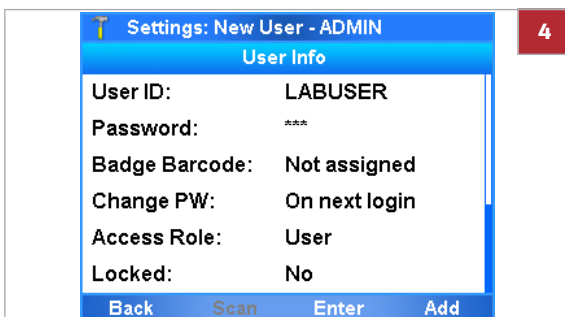 Settings: New User - ADMIN
4
User Info
User ID: LABUSER
Password: ***
Badge Barcode: Not assigned
Change PW: On next login
Access Role: User
Locked: No
Back Scan Enter Add